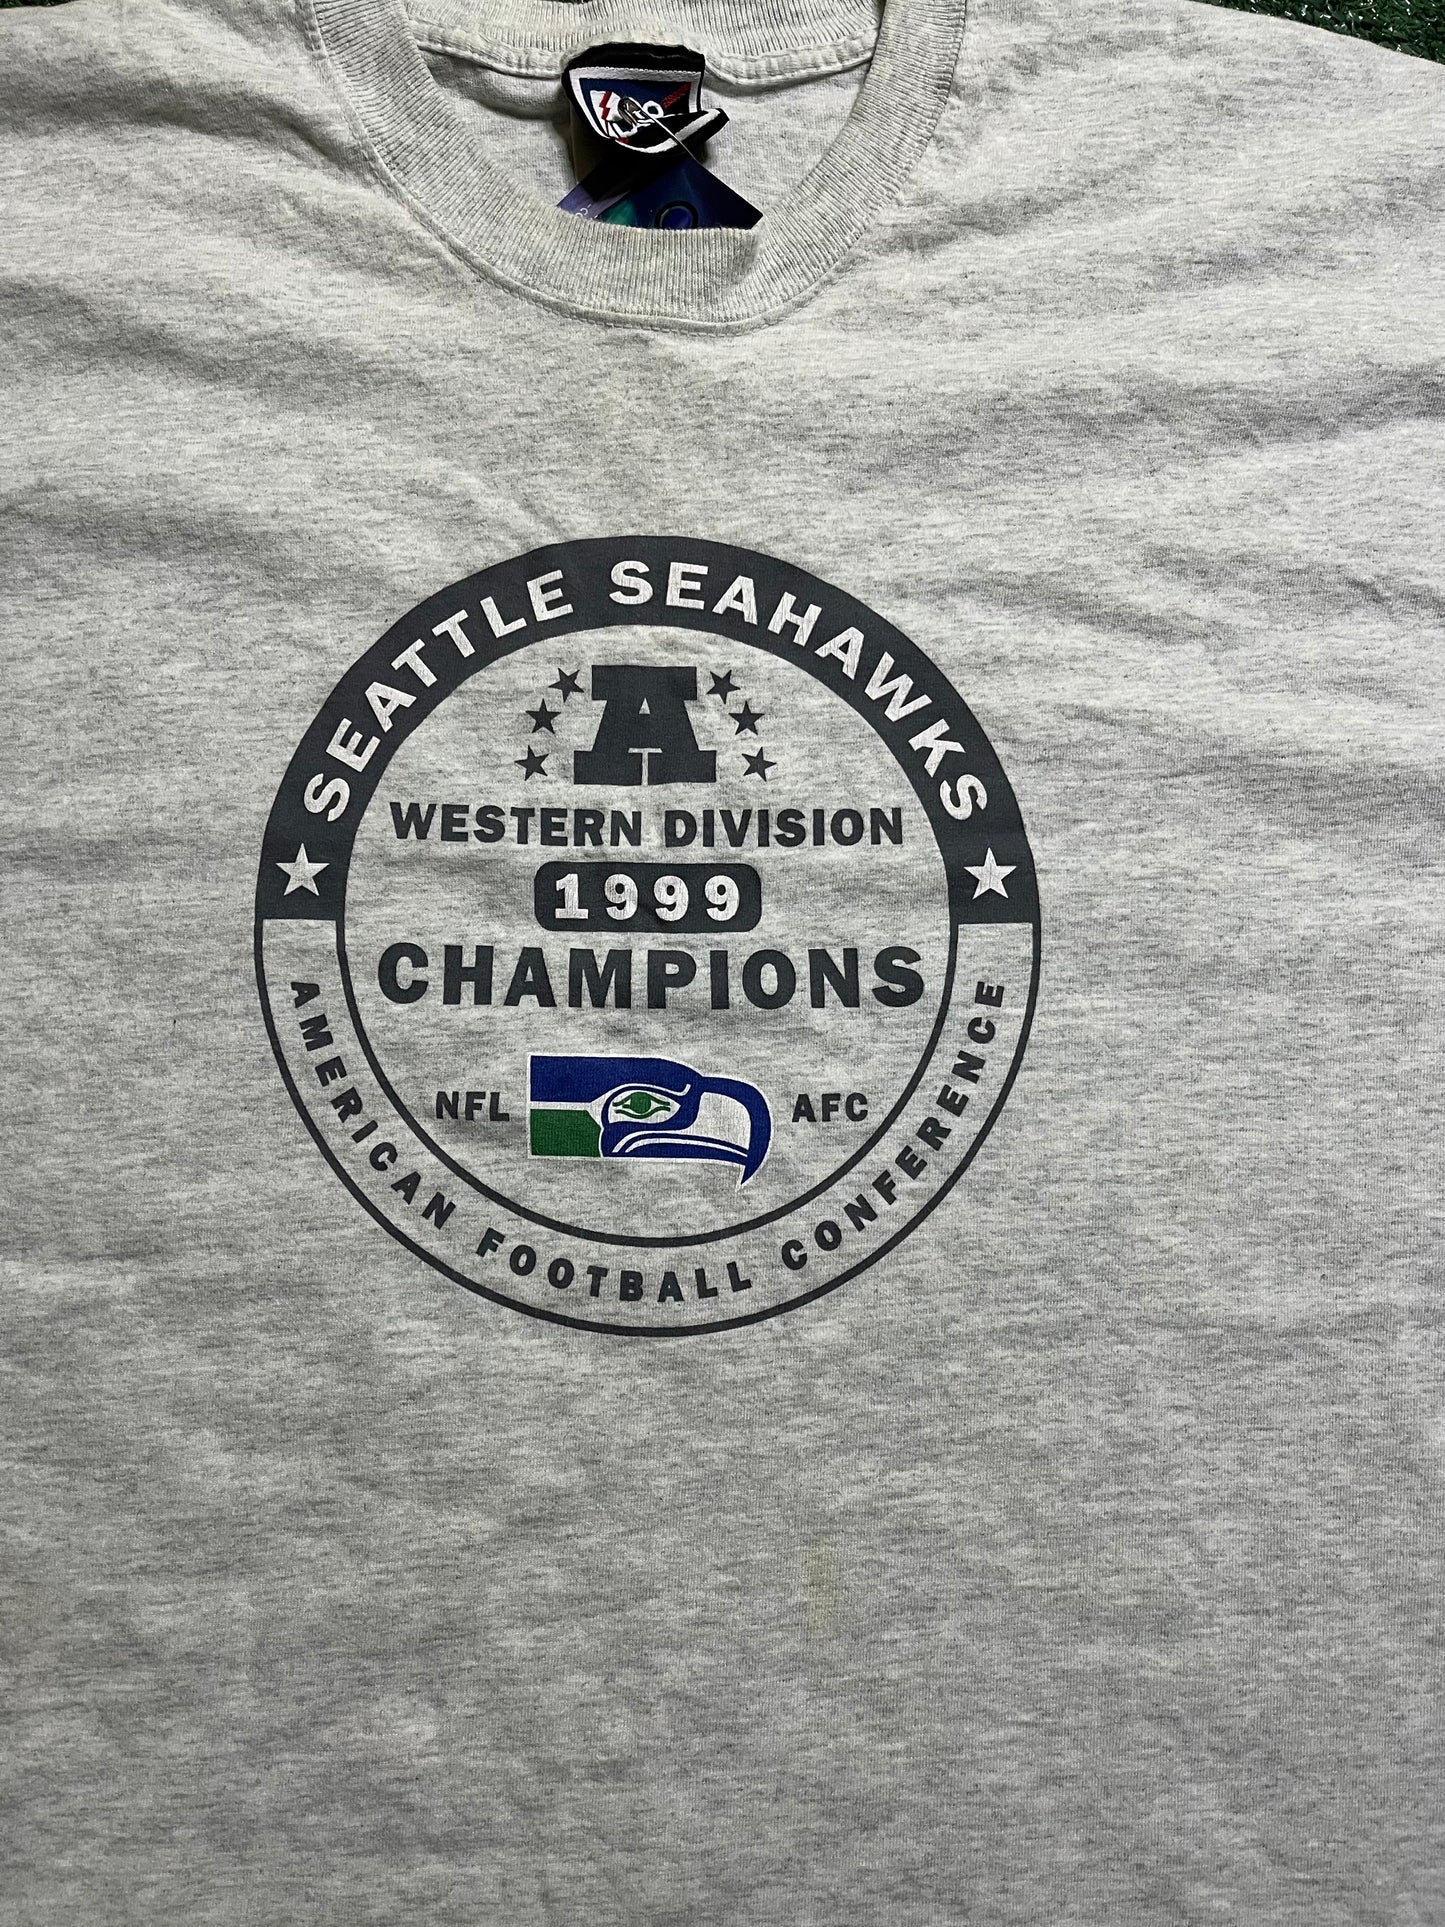 SEATTLE SEAHAWKS
A
WESTERN DIVISION
1999
CHAMPIONS
NFL AFC
AMERICAN FOOTBALL CONFERENCE